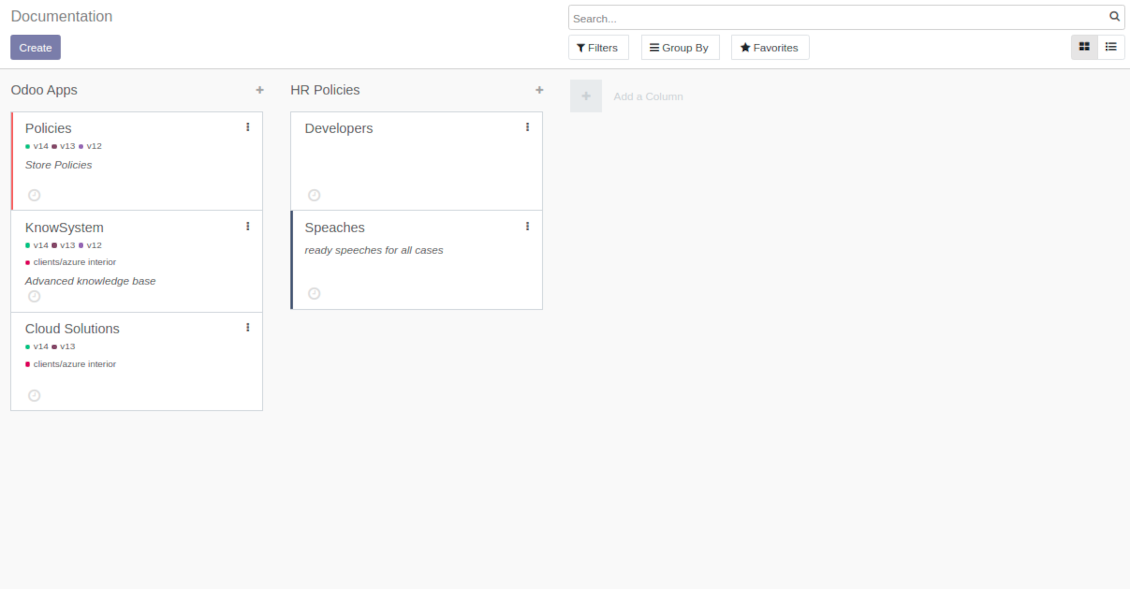 Documentation
Search...
Create
Filters
Group By
Favorites
Odoo Apps
Policies
v14 v13 v12
Store Policies
KnowSystem
v14 v13 v12
clients/azure interior
Advanced knowledge base
Cloud Solutions
v14 v13
clients/azure interior
HR Policies
Developers
Speaches
ready speeches for all cases
Add a Column